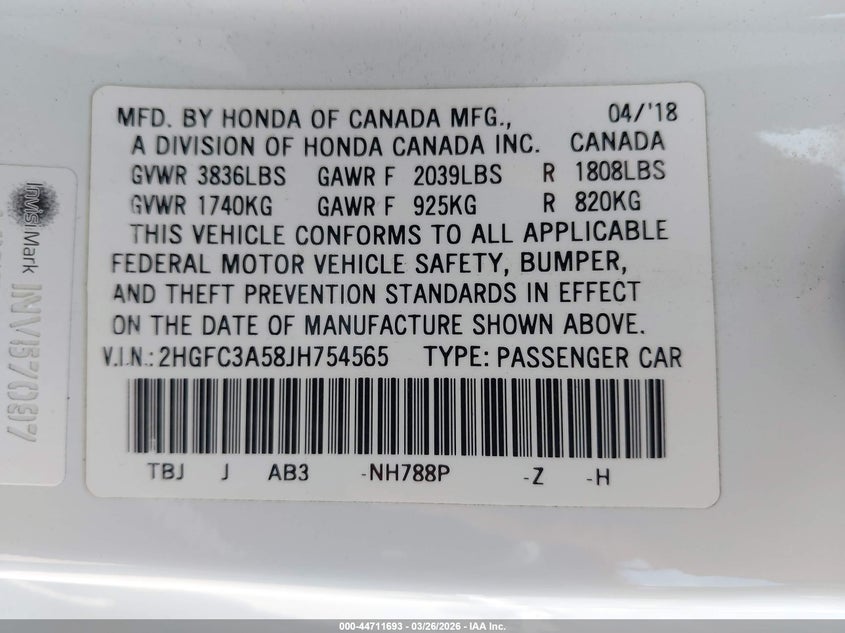 MFD. BY HONDA OF CANADA MFG., 04/'18
A DIVISION OF HONDA CANADA INC. CANADA
GVWR 3836LBS GAWR F 2039LBS R 1808LBS
GVWR 1740KG GAWR F 925KG R 820KG
THIS VEHICLE CONFORMS TO ALL APPLICABLE
FEDERAL MOTOR VEHICLE SAFETY, BUMPER,
AND THEFT PREVENTION STANDARDS IN EFFECT
ON THE DATE OF MANUFACTURE SHOWN ABOVE.
V.I.N.: 2HGFC3A58JH754565 TYPE: PASSENGER CAR
TBJ J AB3 -NH788P -Z -H
InvisiMark
000-44711693 - 03/26/2026 - IAA Inc.